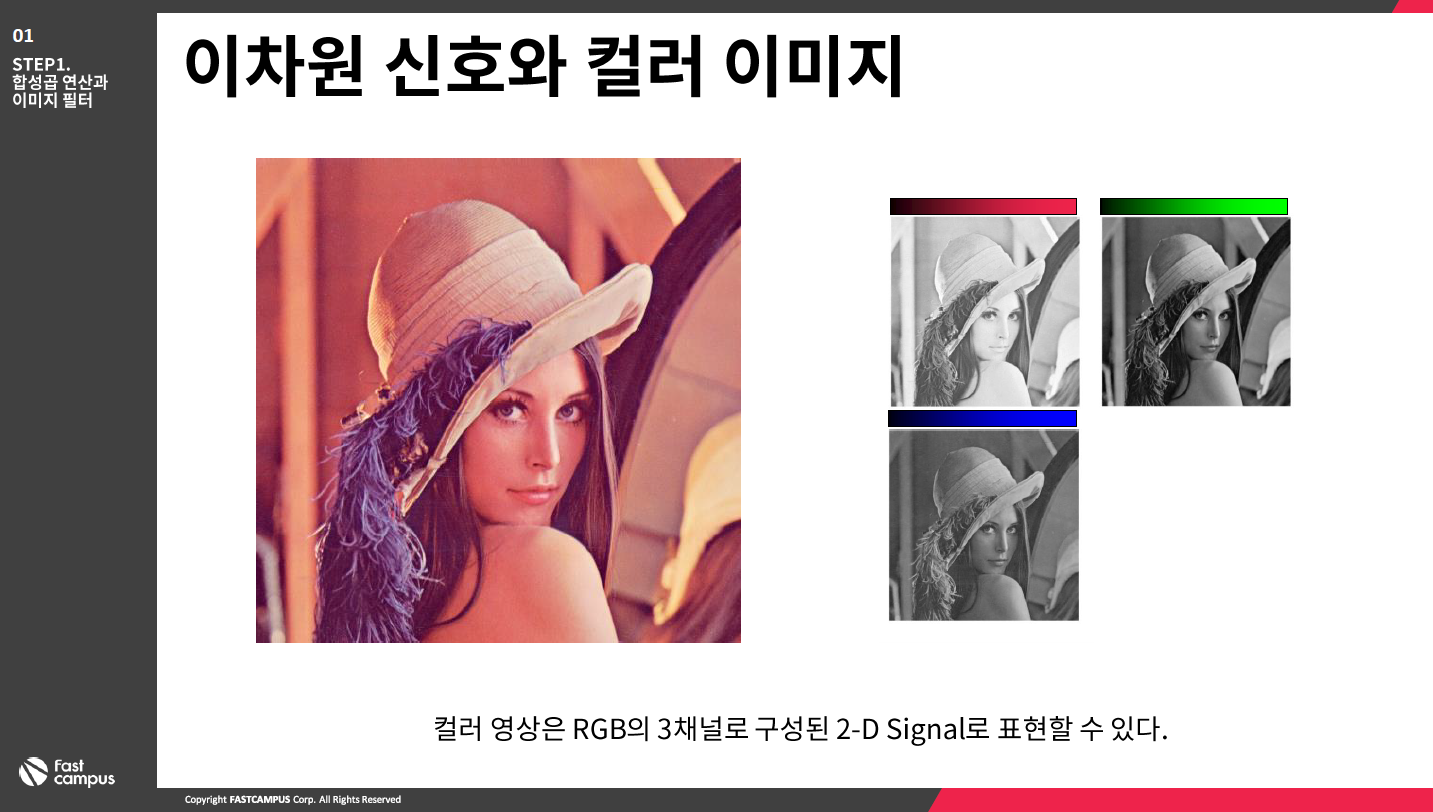 01
STEP1.
합성곱 연산과
이미지 필터
이차원 신호와 컬러 이미지
컬러 영상은 RGB의 3채널로 구성된 2-D Signal로 표현할 수 있다.
Fast
campus
Copyright FASTCAMPUS Corp. All Rights Reserved